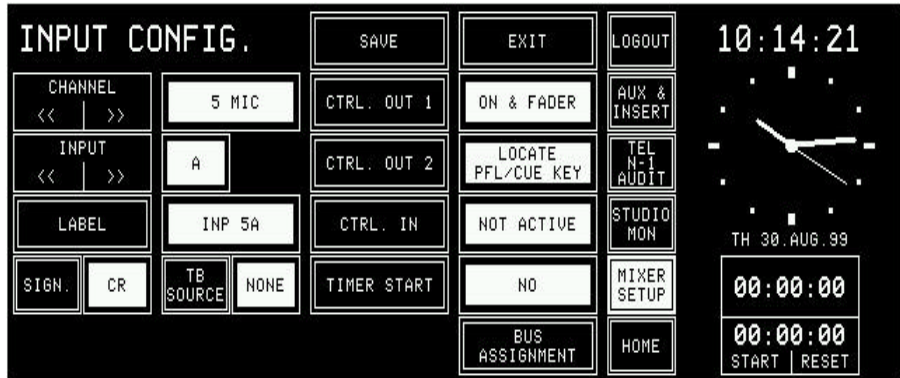 INPUT CONFIG.
SAVE
EXIT
LOGOUT
10:14:21
CHANNEL
<< >>
5 MIC
CTRL. OUT 1
ON & FADER
AUX &
INSERT
INPUT
<< >>
A
CTRL. OUT 2
LOCATE
PFL/CUE KEY
TEL
N-1
AUDIT
LABEL
INP 5A
CTRL. IN
NOT ACTIVE
STUDIO
MON
TH 30.AUG.99
SIGN.
CR
TB
SOURCE
NONE
TIMER START
NO
MIXER
SETUP
00:00:00
BUS
ASSIGNMENT
HOME
00:00:00
START RESET